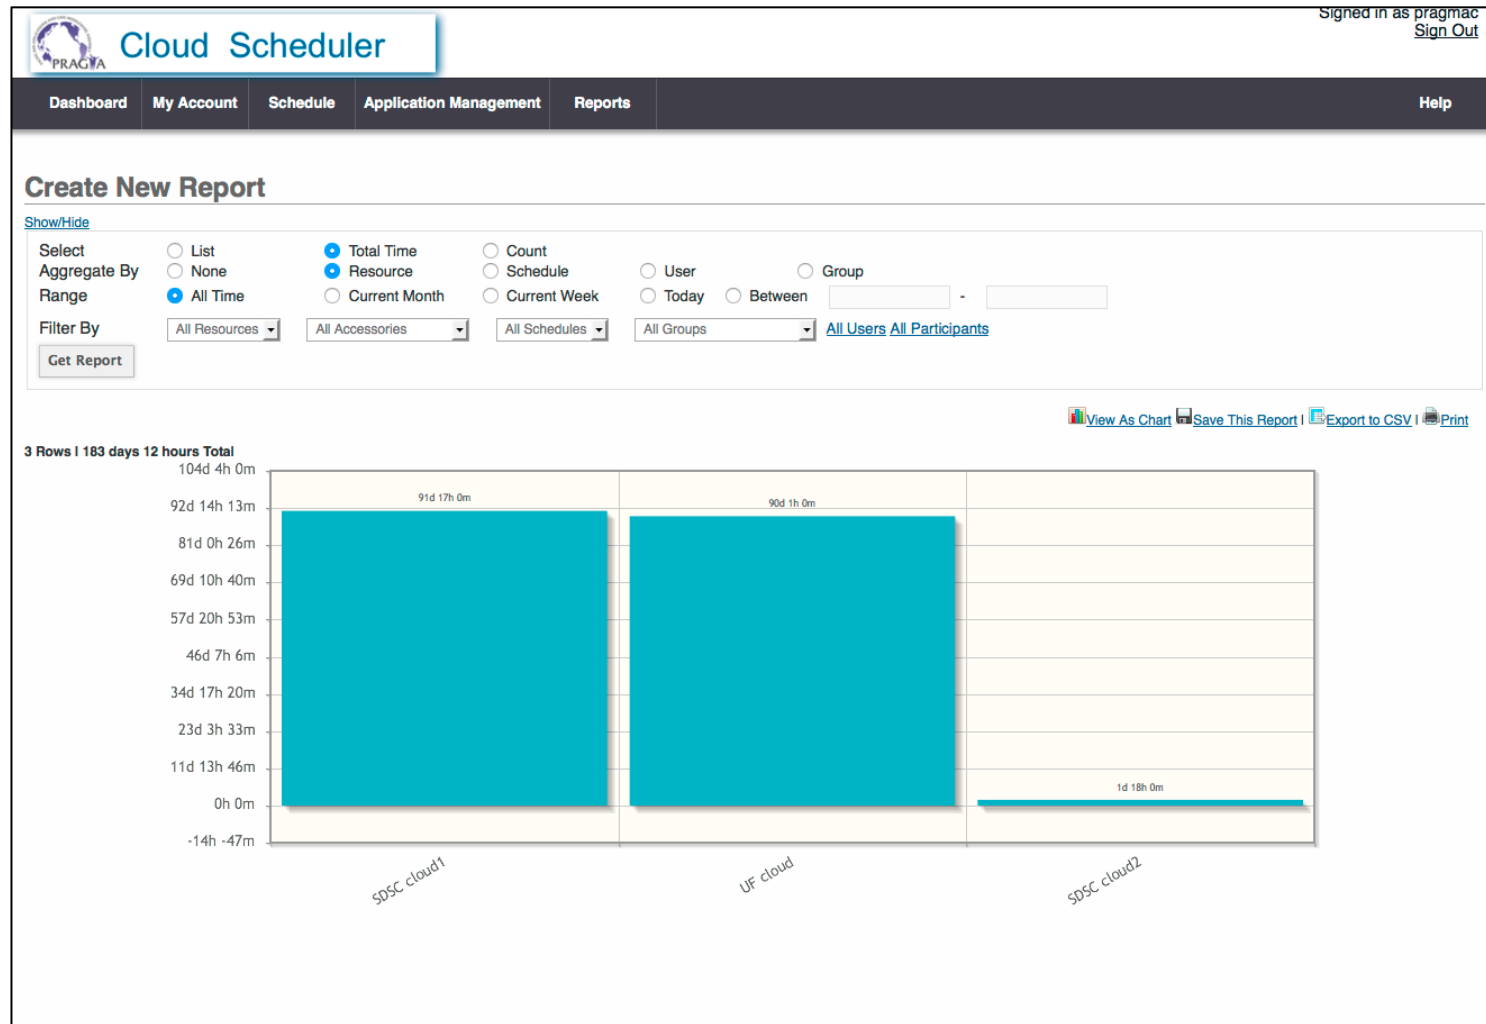 Signed in as pragmac
Sign Out
PRAGMA
Cloud Scheduler
Dashboard My Account Schedule Application Management Reports Help
Create New Report
Show/Hide
Select List Total Time Count
Aggregate By None Resource Schedule User Group
Range All Time Current Month Current Week Today Between -
Filter By All Resources All Accessories All Schedules All Groups All Users All Participants
Get Report
View As Chart Save This Report | Export to CSV | Print
3 Rows | 183 days 12 hours Total
104d 4h 0m
92d 14h 13m
81d 0h 26m
69d 10h 40m
57d 20h 53m
46d 7h 6m
34d 17h 20m
23d 3h 33m
11d 13h 46m
0h 0m
-14h -47m
91d 17h 0m
90d 1h 0m
1d 18h 0m
SDSC cloud1
UF cloud
SDSC cloud2